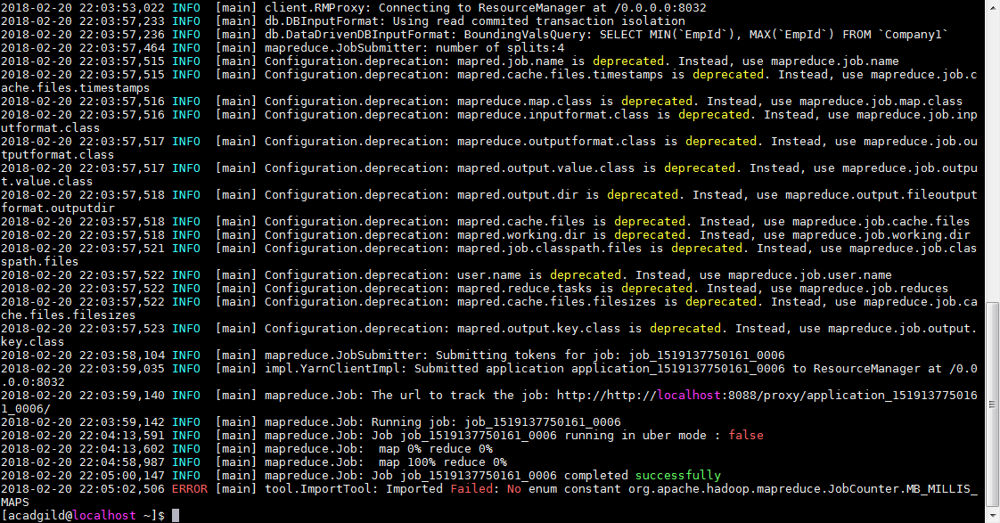 2018-02-20 22:03:53,022 INFO  [main] client.RMProxy: Connecting to ResourceManager at /0.0.0.0:8032
2018-02-20 22:03:57,233 INFO  [main] db.DBInputFormat: Using read commited transaction isolation
2018-02-20 22:03:57,236 INFO  [main] db.DataDrivenDBInputFormat: BoundingValsQuery: SELECT MIN(`EmpId`), MAX(`EmpId`) FROM `Company1`
2018-02-20 22:03:57,464 INFO  [main] mapreduce.JobSubmitter: number of splits:4
2018-02-20 22:03:57,515 INFO  [main] Configuration.deprecation: mapred.job.name is deprecated. Instead, use mapreduce.job.name
2018-02-20 22:03:57,515 INFO  [main] Configuration.deprecation: mapred.cache.files.timestamps is deprecated. Instead, use mapreduce.job.c
ache.files.timestamps
2018-02-20 22:03:57,516 INFO  [main] Configuration.deprecation: mapreduce.map.class is deprecated. Instead, use mapreduce.job.map.class
2018-02-20 22:03:57,516 INFO  [main] Configuration.deprecation: mapreduce.inputformat.class is deprecated. Instead, use mapreduce.job.inp
utformat.class
2018-02-20 22:03:57,517 INFO  [main] Configuration.deprecation: mapreduce.outputformat.class is deprecated. Instead, use mapreduce.job.ou
tputformat.class
2018-02-20 22:03:57,517 INFO  [main] Configuration.deprecation: mapred.output.value.class is deprecated. Instead, use mapreduce.job.outpu
t.value.class
2018-02-20 22:03:57,518 INFO  [main] Configuration.deprecation: mapred.output.dir is deprecated. Instead, use mapreduce.output.fileoutput
format.outputdir
2018-02-20 22:03:57,518 INFO  [main] Configuration.deprecation: mapred.cache.files is deprecated. Instead, use mapreduce.job.cache.files
2018-02-20 22:03:57,518 INFO  [main] Configuration.deprecation: mapred.working.dir is deprecated. Instead, use mapreduce.job.working.dir
2018-02-20 22:03:57,521 INFO  [main] Configuration.deprecation: mapred.job.classpath.files is deprecated. Instead, use mapreduce.job.clas
spath.files
2018-02-20 22:03:57,522 INFO  [main] Configuration.deprecation: user.name is deprecated. Instead, use mapreduce.job.user.name
2018-02-20 22:03:57,522 INFO  [main] Configuration.deprecation: mapred.reduce.tasks is deprecated. Instead, use mapreduce.job.reduces
2018-02-20 22:03:57,522 INFO  [main] Configuration.deprecation: mapred.cache.files.filesizes is deprecated. Instead, use mapreduce.job.ca
che.files.filesizes
2018-02-20 22:03:57,523 INFO  [main] Configuration.deprecation: mapred.output.key.class is deprecated. Instead, use mapreduce.job.output.
key.class
2018-02-20 22:03:58,104 INFO  [main] mapreduce.JobSubmitter: Submitting tokens for job: job_1519137750161_0006
2018-02-20 22:03:59,035 INFO  [main] impl.YarnClientImpl: Submitted application application_1519137750161_0006 to ResourceManager at /0.0
.0.0:8032
2018-02-20 22:03:59,140 INFO  [main] mapreduce.Job: The url to track the job: http://http://localhost:8088/proxy/application_151913775016
1_0006/
2018-02-20 22:03:59,142 INFO  [main] mapreduce.Job: Running job: job_1519137750161_0006
2018-02-20 22:04:13,591 INFO  [main] mapreduce.Job: Job job_1519137750161_0006 running in uber mode : false
2018-02-20 22:04:13,602 INFO  [main] mapreduce.Job:  map 0% reduce 0%
2018-02-20 22:04:58,987 INFO  [main] mapreduce.Job:  map 100% reduce 0%
2018-02-20 22:05:00,147 INFO  [main] mapreduce.Job: Job job_1519137750161_0006 completed successfully
2018-02-20 22:05:02,506 ERROR [main] tool.ImportTool: Imported Failed: No enum constant org.apache.hadoop.mapreduce.JobCounter.MB_MILLIS_
MAPS
[acadgild@localhost ~]$